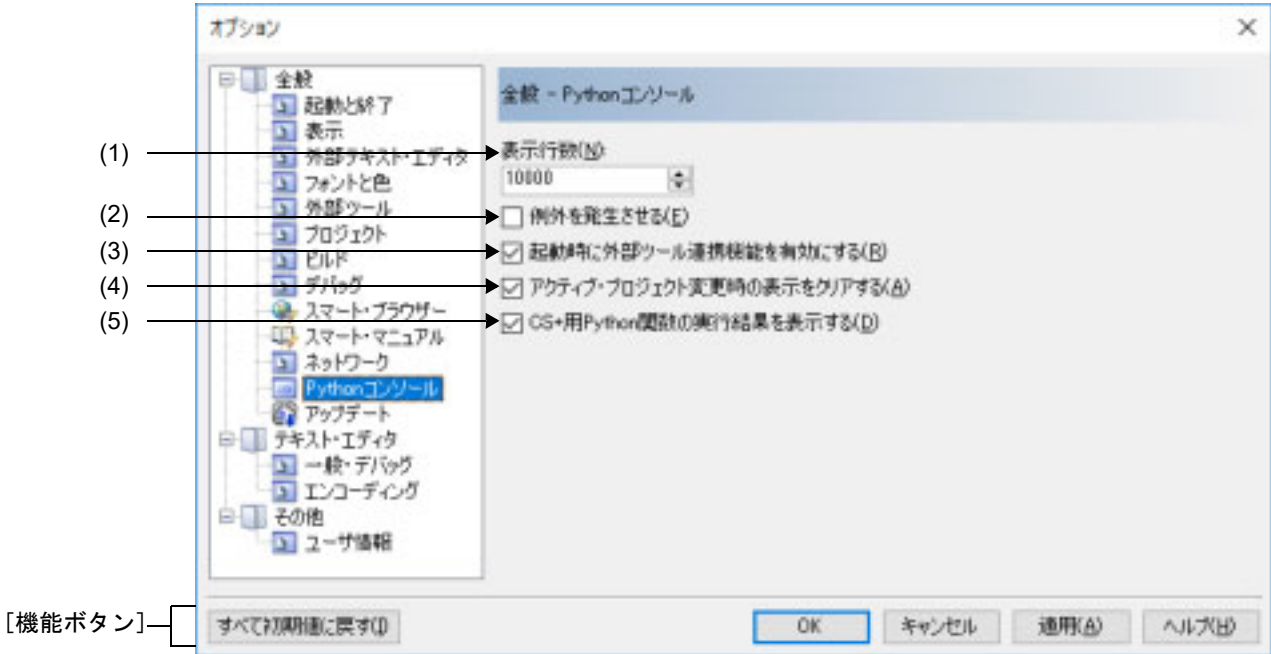 オプション
全般
起動と終了
表示
外部テキスト・エディタ
フォントと色
外部ツール
プロジェクト
ビルド
デバッグ
スマート・ブラウザー
スマート・マニュアル
ネットワーク
Pythonコンソール
アップデート
テキスト・エディタ
一般・デバッグ
エンコーディング
その他
ユーザ情報
全般 - Pythonコンソール
(1)
表示行数(N):
10000
(2)
例外を発生させる(E)
(3)
起動時に外部ツール連携機能を有効にする(R)
(4)
アクティブ・プロジェクト変更時の表示をクリアする(A)
(5)
CS+用Python関数の実行結果を表示する(D)
[機能ボタン]
すべて初期値に戻す(I)
OK
キャンセル
適用(A)
ヘルプ(H)